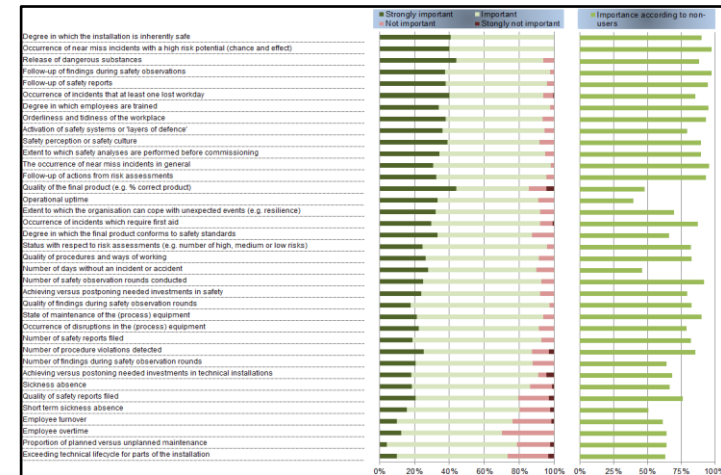 Strongly important
Important
Not important
Stongly not important
Importance according to non-
users
Degree in which the installation is inherently safe
Occurrence of near miss incidents with a high risk potential (chance and effect)
Release of dangerous substances
Follow-up of findings during safety observations
Follow-up of safety reports
Occurrence of incidents that at least one lost workday
Degree in which employees are trained
Orderliness and tidiness of the workplace
Activation of safety systems or 'layers of defence'
Safety perception or safety culture
Extent to which safety analyses are performed before commissioning
The occurrence of near miss incidents in general
Follow-up of actions from risk assessments
Quality of the final product (e.g. % correct product)
Operational uptime
Extent to which the organisation can cope with unexpected events (e.g. resilience)
Occurrence of incidents which require first aid
Degree in which the final product conforms to safety standards
Status with respect to risk assessments (e.g. number of high, medium or low risks)
Quality of procedures and ways of working
Number of days without an incident or accident
Number of safety observation rounds conducted
Achieving versus postponing needed investments in safety
Quality of findings during safety observation rounds
State of maintenance of the (process) equipment
Occurrence of disruptions in the (process) equipment
Number of safety reports filed
Number of procedure violations detected
Number of findings during safety observation rounds
Achieving versus postoning needed investments in technical installations
Sickness absence
Quality of safety reports filed
Short term sickness absence
Employee turnover
Employee overtime
Proportion of planned versus unplanned maintenance
Exceeding technical lifecycle for parts of the installation
0% 20% 40% 60% 80% 100%
0% 25% 50% 75% 100%